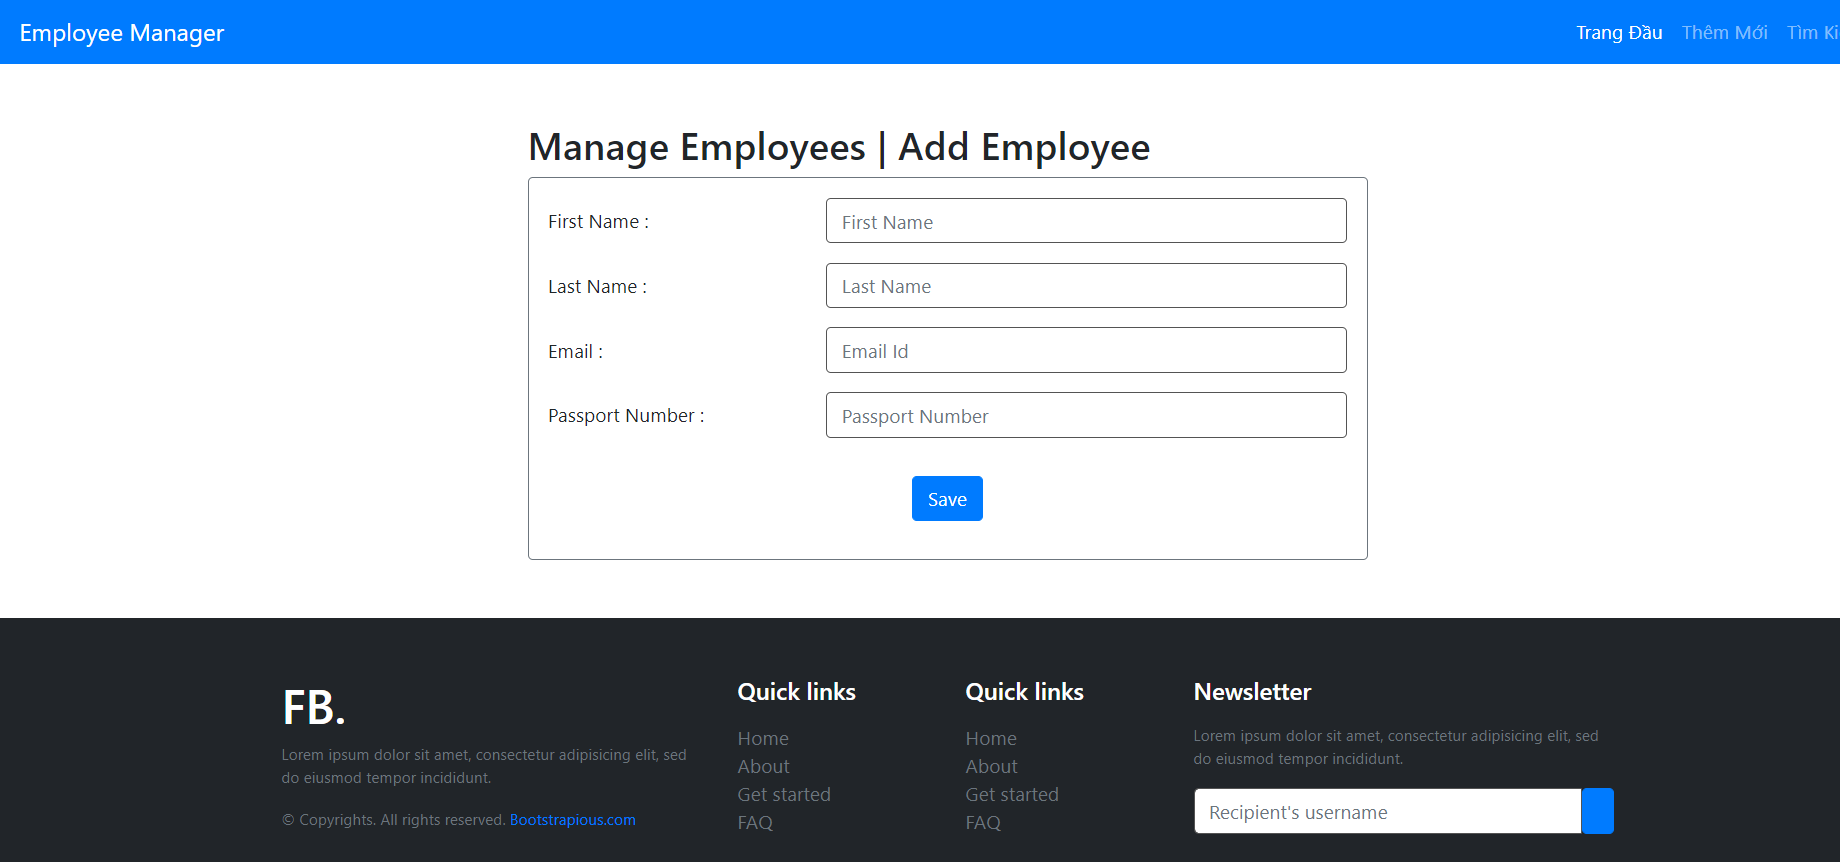 Employee Manager
Trang Đầu Thêm Mới Tìm
Manage Employees | Add Employee
First Name :
First Name
Last Name :
Last Name
Email :
Email Id
Passport Number :
Passport Number
Save
FB.
Lorem ipsum dolor sit amet, consectetur adipisicing elit, sed
do eiusmod tempor incididunt.
© Copyrights. All rights reserved. Bootstrapious.com
Quick links
Home
About
Get started
FAQ
Quick links
Home
About
Get started
FAQ
Newsletter
Lorem ipsum dolor sit amet, consectetur adipisicing elit, sed
do eiusmod tempor incididunt.
Recipient's username